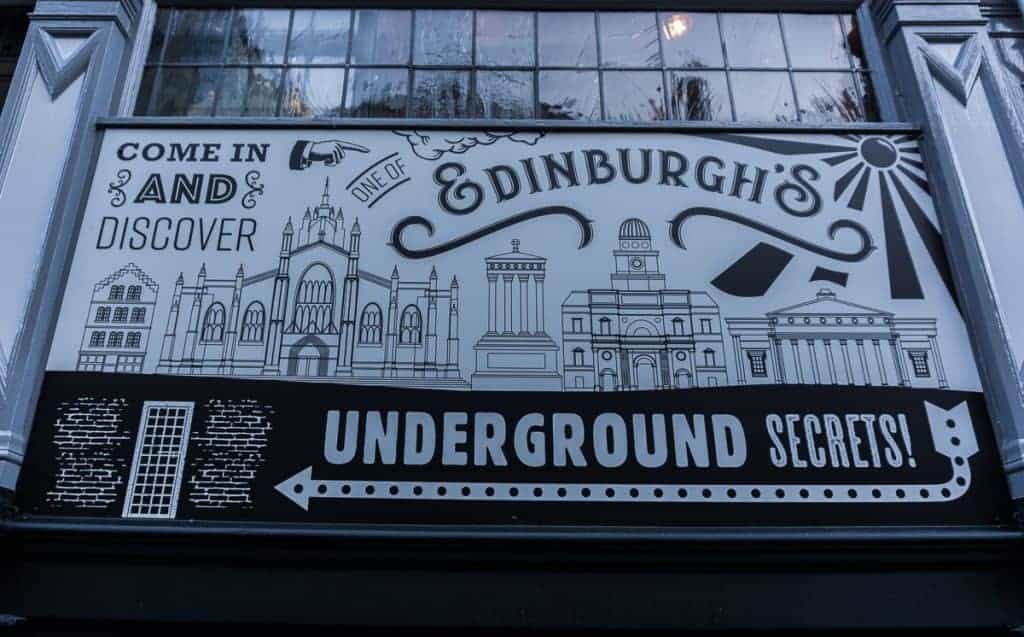 COME IN
AND
DISCOVER
ONE OF
EDINBURGH'S
UNDERGROUND SECRETS!